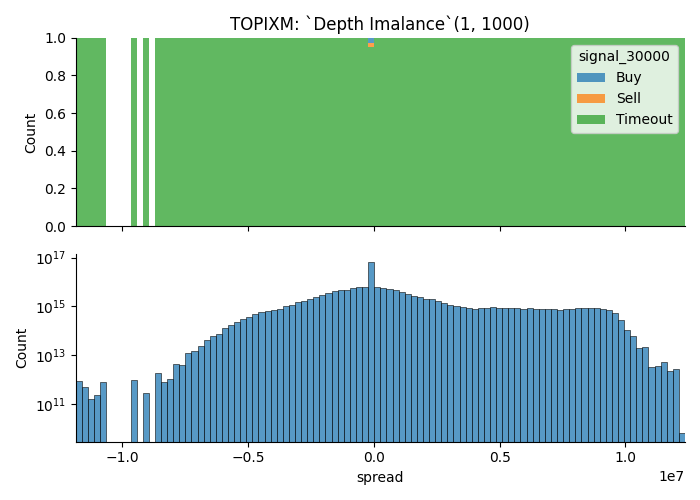 TOPIXM: `Depth Imalance`(1, 1000)
1.0
0.8
0.6
0.4
0.2
0.0
Count
signal_30000
Buy
Sell
Timeout
10^17
10^15
10^13
10^11
Count
−1.0 −0.5 0.0 0.5 1.0
1e7
spread